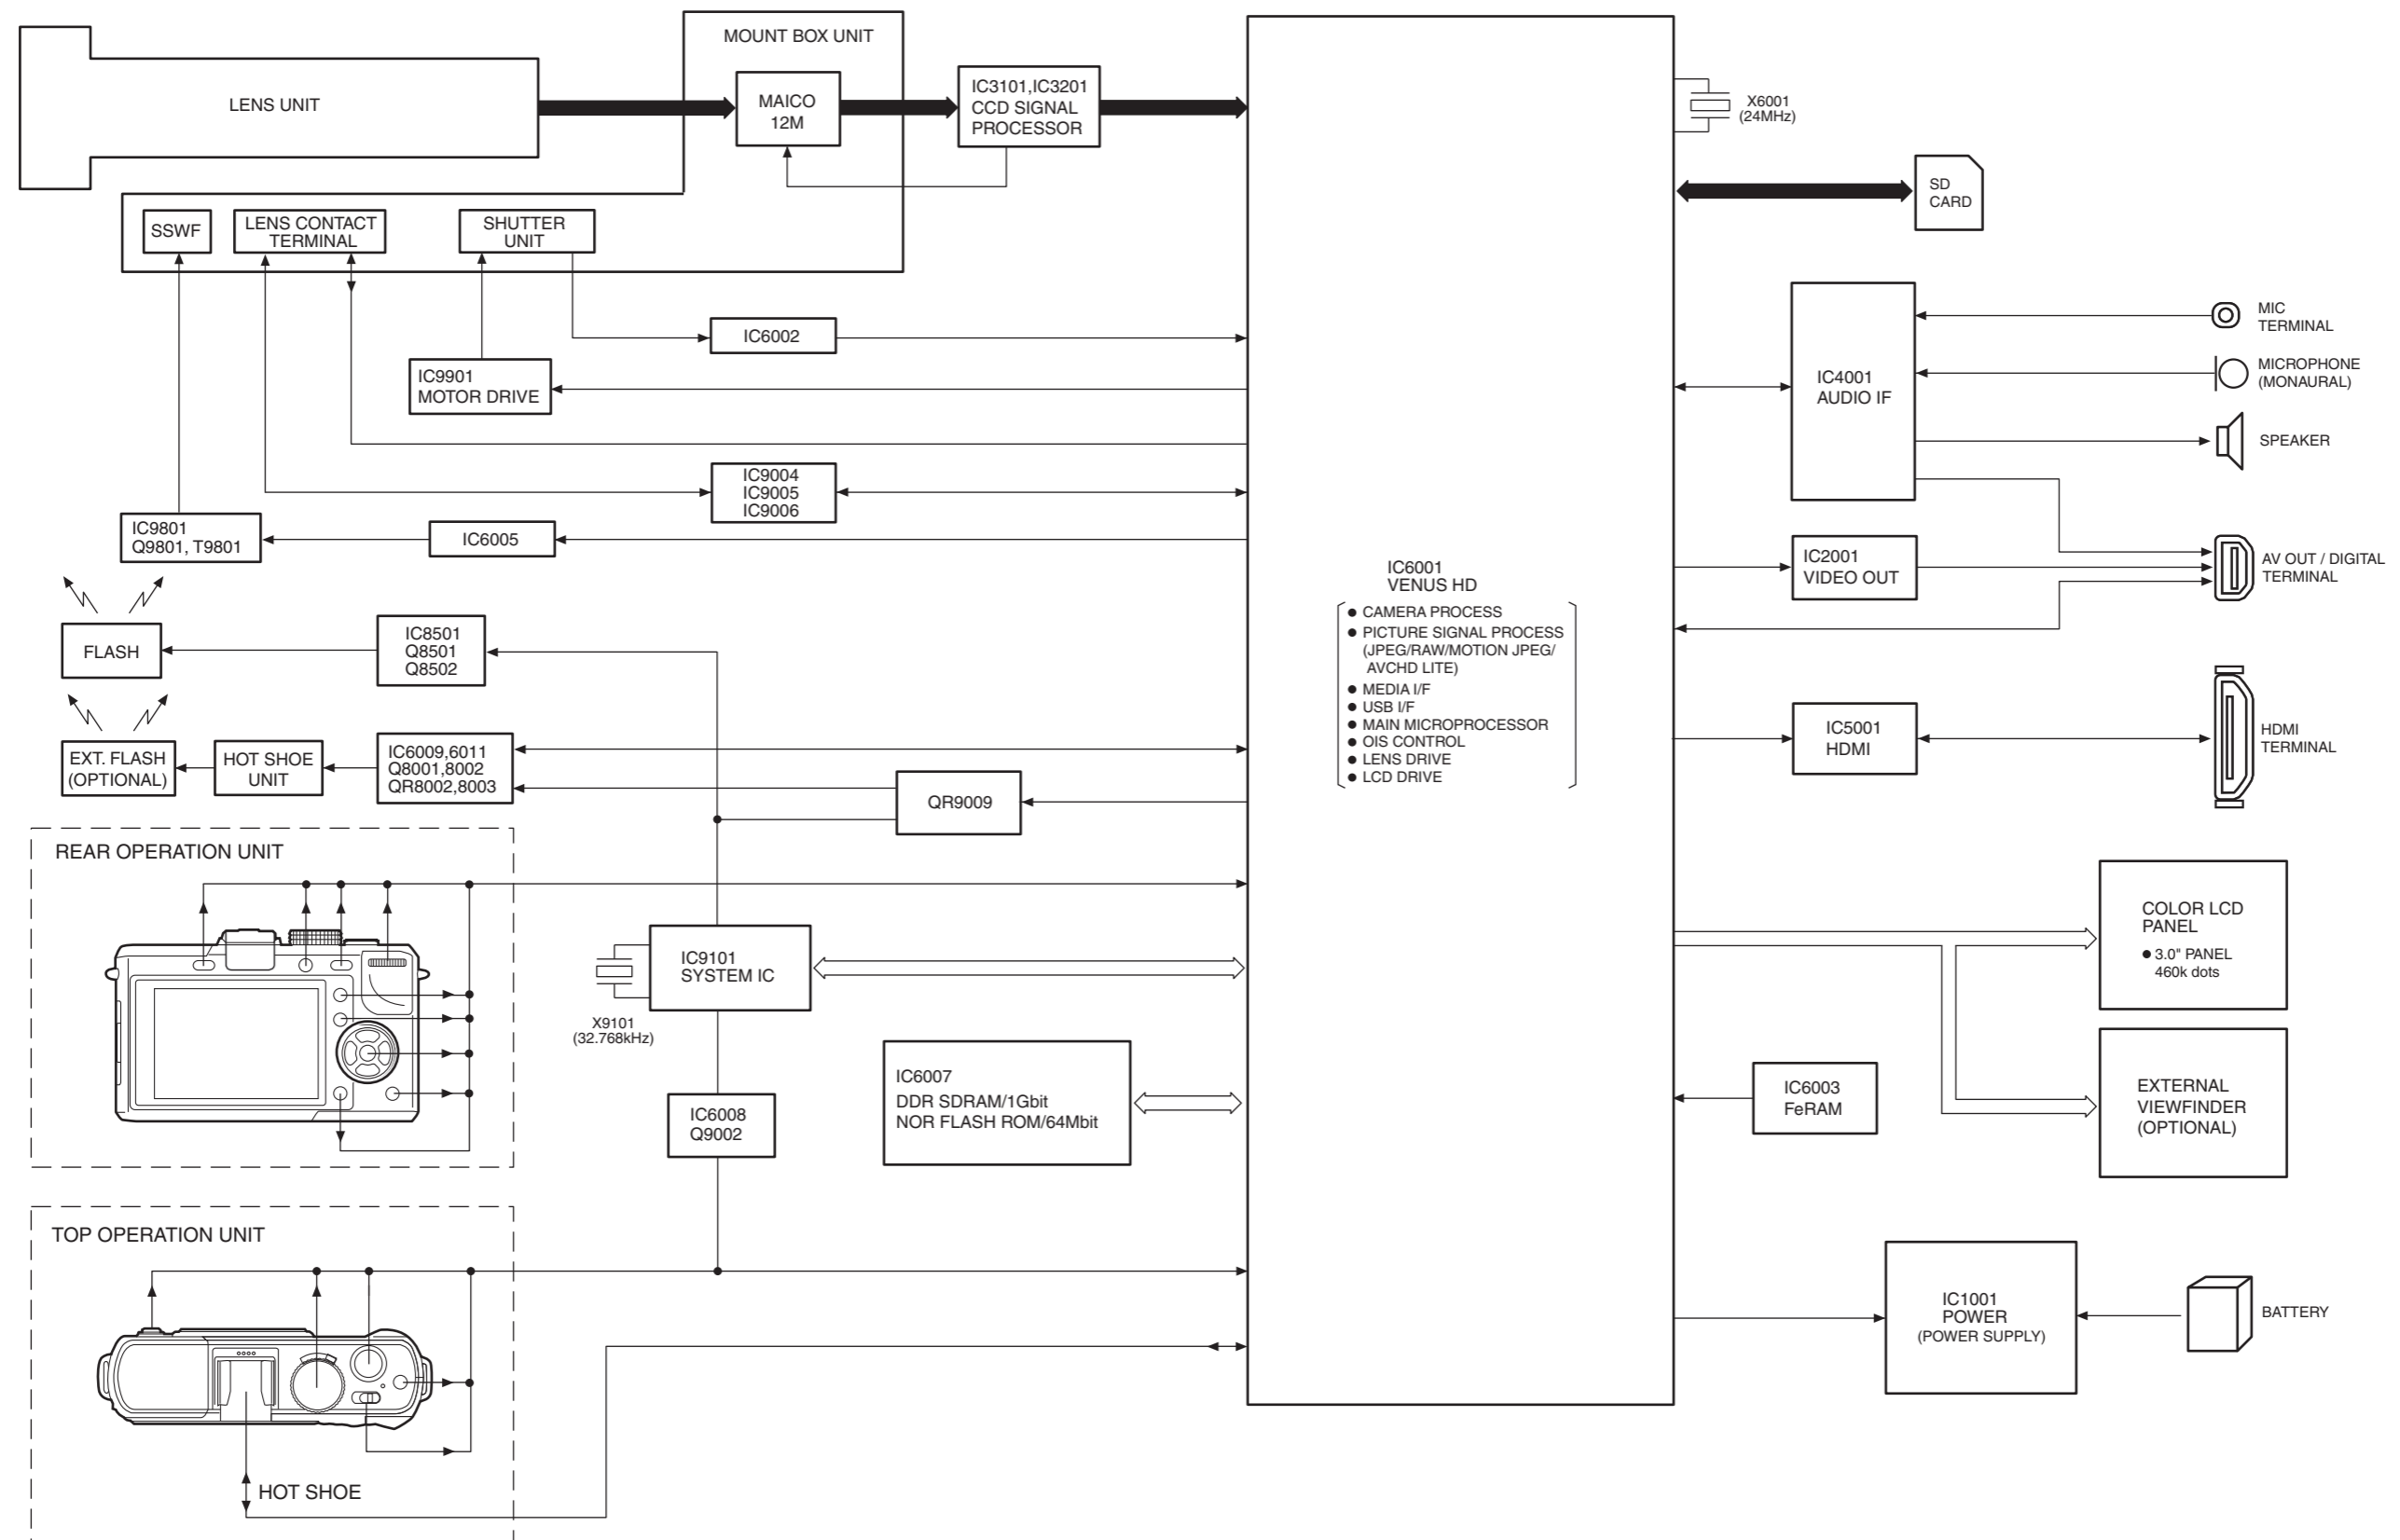 MOUNT BOX UNIT
LENS UNIT
MAICO
12M
IC3101,IC3201
CCD SIGNAL
PROCESSOR
X6001
(24MHz)
SD
CARD
SSWF
LENS CONTACT
TERMINAL
SHUTTER
UNIT
IC6002
IC9901
MOTOR DRIVE
IC9004
IC9005
IC9006
IC9801
Q9801, T9801
IC6005
FLASH
IC8501
Q8501
Q8502
EXT. FLASH
(OPTIONAL)
HOT SHOE
UNIT
IC6009,6011
Q8001,8002
QR8002,8003
QR9009
IC6001
VENUS HD
● CAMERA PROCESS
● PICTURE SIGNAL PROCESS
(JPEG/RAW/MOTION JPEG/
AVCHD LITE)
● MEDIA I/F
● USB I/F
● MAIN MICROPROCESSOR
● OIS CONTROL
● LENS DRIVE
● LCD DRIVE
IC4001
AUDIO IF
MIC
TERMINAL
MICROPHONE
(MONAURAL)
SPEAKER
IC2001
VIDEO OUT
AV OUT / DIGITAL
TERMINAL
IC5001
HDMI
HDMI
TERMINAL
REAR OPERATION UNIT
IC9101
SYSTEM IC
X9101
(32.768kHz)
IC6007
DDR SDRAM/1Gbit
NOR FLASH ROM/64Mbit
IC6008
Q9002
COLOR LCD
PANEL
● 3.0" PANEL
460k dots
IC6003
FeRAM
EXTERNAL
VIEWFINDER
(OPTIONAL)
TOP OPERATION UNIT
HOT SHOE
IC1001
POWER
(POWER SUPPLY)
BATTERY